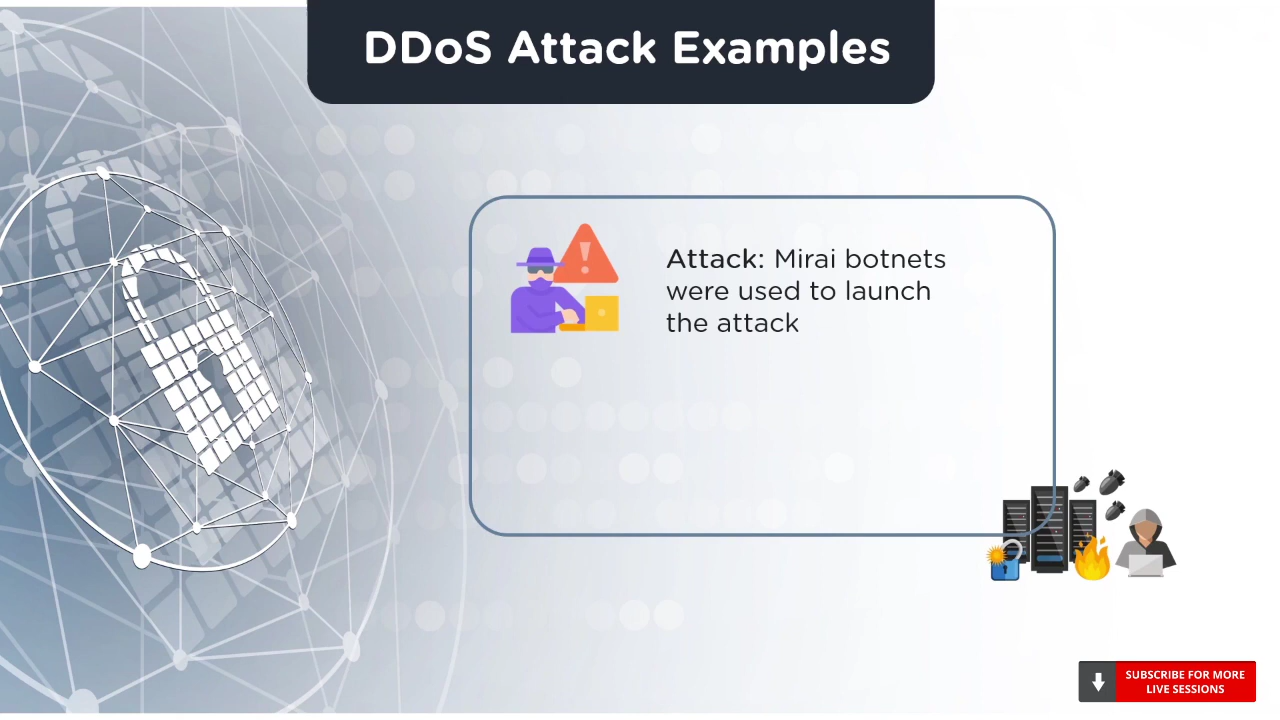 DDoS Attack Examples
Attack: Mirai botnets
were used to launch
the attack
SUBSCRIBE FOR MORE
LIVE SESSIONS